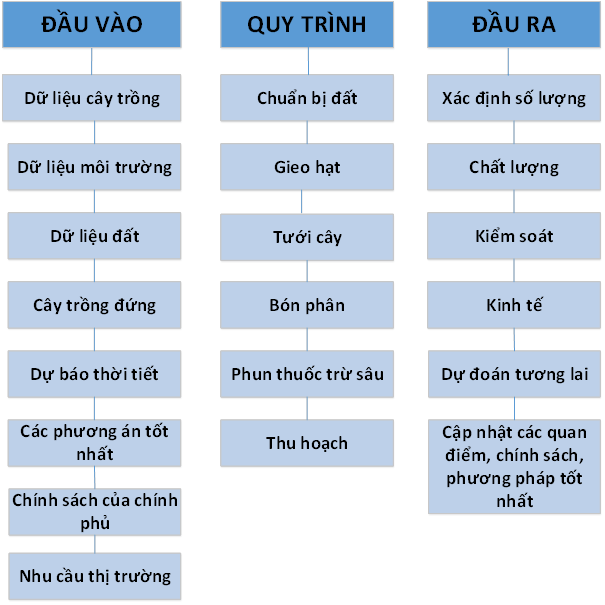 ĐẦU VÀO
Dữ liệu cây trồng
Dữ liệu môi trường
Dữ liệu đất
Cây trồng đứng
Dự báo thời tiết
Các phương án tốt
nhất
Chính sách của chính
phủ
Nhu cầu thị trường
QUY TRÌNH
Chuẩn bị đất
Gieo hạt
Tưới cây
Bón phân
Phun thuốc trừ sâu
Thu hoạch
ĐẦU RA
Xác định số lượng
Chất lượng
Kiểm soát
Kinh tế
Dự đoán tương lai
Cập nhật các quan
điểm, chính sách,
phương pháp tốt
nhất